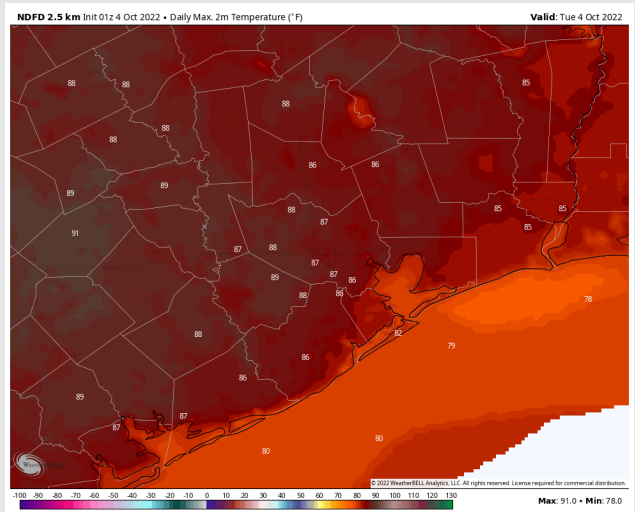 NDFD 2.5 km Init 01z 4 Oct 2022 • Daily Max. 2m Temperature (°F) Valid: Tue 4 Oct 2022
85
88 88
88
88
88
86 86
89 89
88 85 85
87 85
91
87 88
87
89 87 86
88 86 78
88 82
79
86
86
89
87
87
80
80
© 2022 WeatherBELL Analytics, LLC. All rights reserved. License required for commercial distribution.
-100 -90 -80 -70 -60 -50 -40 -30 -20 -10 0 10 20 30 40 50 60 70 80 90 100 110 120 130
Max: 91.0 • Min: 78.0